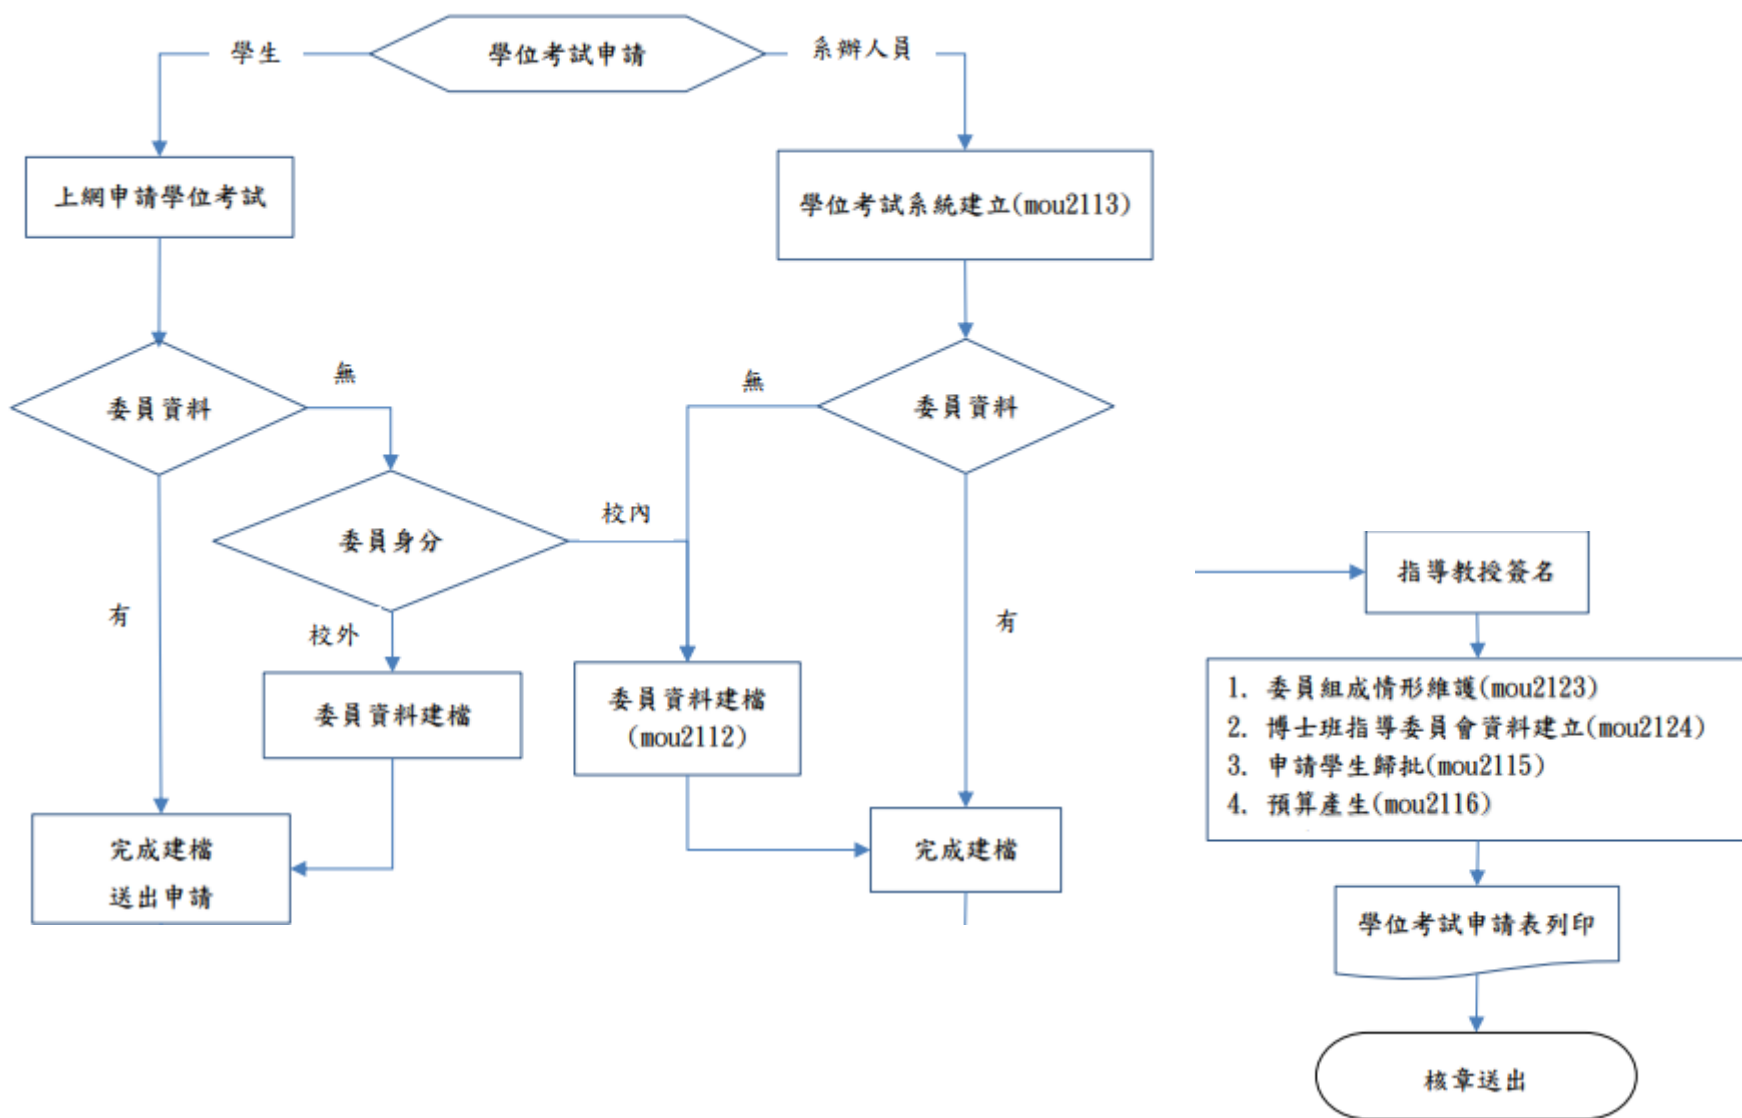 學位考試申請
學生
系辦人員
上網申請學位考試
學位考試系統建立(mou2113)
委員資料
無
無
委員資料
委員身分
校內
有
校外
有
委員資料建檔
委員資料建檔
(mou2112)
完成建檔
送出申請
完成建檔
指導教授簽名
1. 委員組成情形維護(mou2123)
2. 博士班指導委員會資料建立(mou2124)
3. 申請學生歸批(mou2115)
4. 預算產生(mou2116)
學位考試申請表列印
核章送出